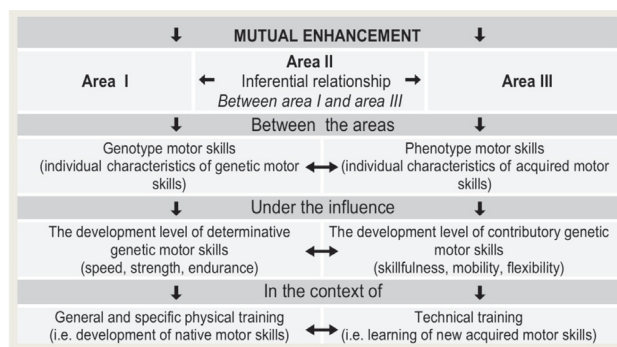 MUTUAL ENHANCEMENT
Area I
Area II
Inferential relationship
Between area I and area III
Area III
Between the areas
Genotype motor skills
(individual characteristics of genetic motor
skills)
Phenotype motor skills
(individual characteristics of acquired motor
skills)
Under the influence
The development level of determinative
genetic motor skills
(speed, strength, endurance)
The development level of contributory genetic
motor skills
(skillfulness, mobility, flexibility)
In the context of
General and specific physical training
(i.e. development of native motor skills)
Technical training
(i.e. learning of new acquired motor skills)